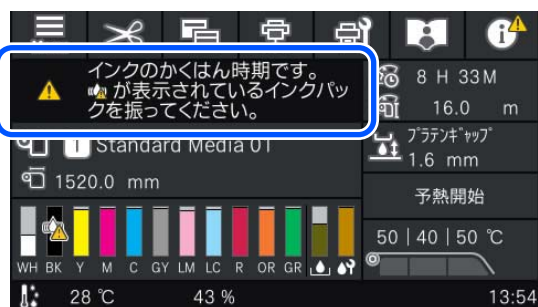 インクのかくはん時期です。
が表示されているインクパッ
クを振ってください。
8 H 33M
16.0 m
1 Standard Media 01
プラテンギャップ
1.6 mm
1520.0 mm
予熱開始
50 | 40 | 50 ℃
WH BK Y M C GY LM LC R OR GR
28 ℃ 43 % 13:54